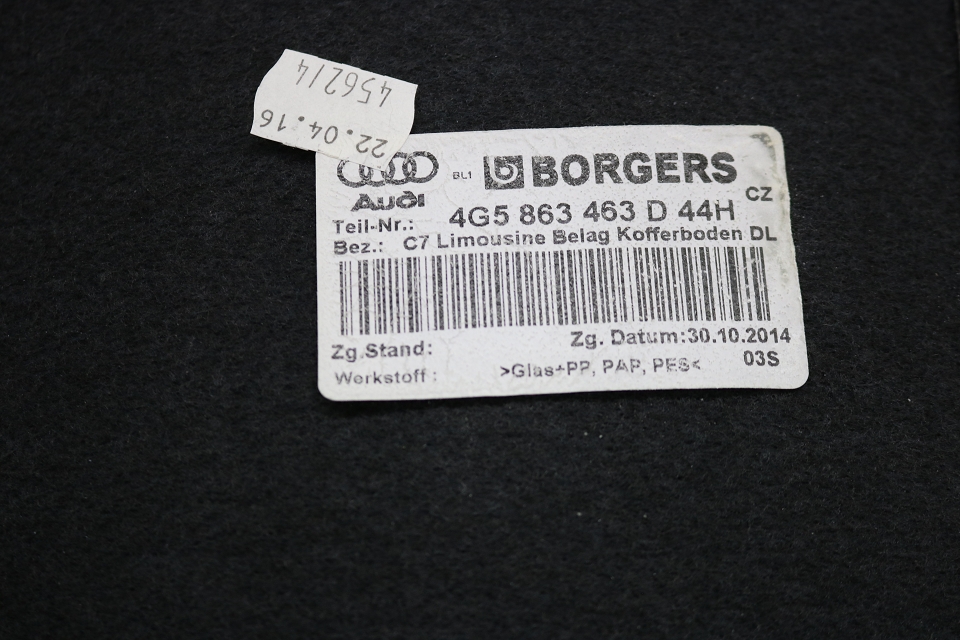 456214
22.04.16
Audi
BL1
BORGERS
CZ
Teil-Nr.: 4G5 863 463 D 44H
Bez.: C7 Limousine Belag Kofferboden DL
Zg.Stand: Zg. Datum:30.10.2014
Werkstoff : >Glas+PP, PAP, PES< 03S